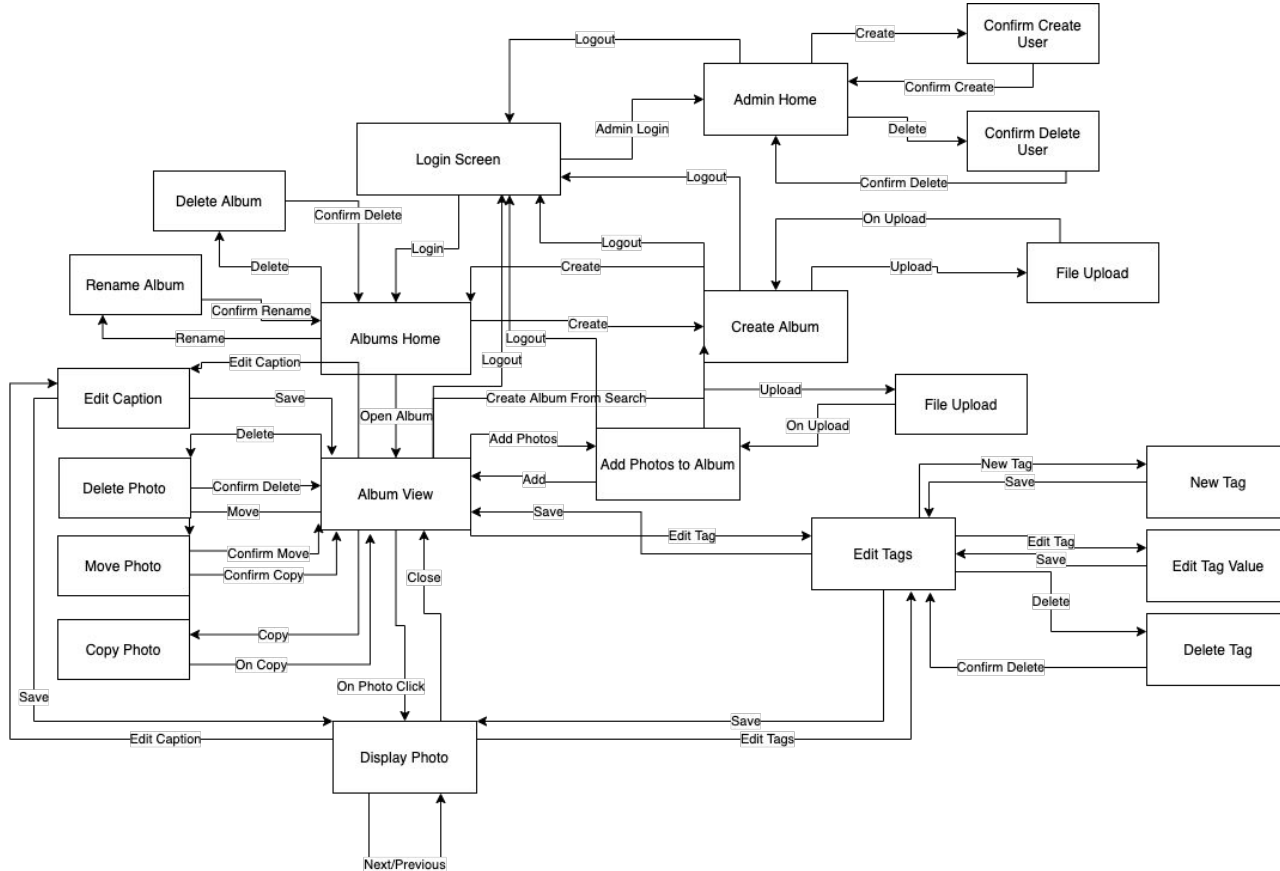 Confirm Create
User
Logout
Create
Confirm Create
Admin Home
Admin Login
Delete
Confirm Delete
User
Login Screen
Logout
Confirm Delete
Delete Album
Confirm Delete
On Upload
Login
Logout
Delete
Create
Upload
File Upload
Rename Album
Confirm Rename
Create
Create Album
Rename
Albums Home
Logout
Edit Caption
Logout
Edit Caption
Save
Create Album From Search
Upload
File Upload
Open Album
On Upload
Delete
Add Photos
Add Photos to Album
New Tag
Delete Photo
Confirm Delete
Album View
Add
Save
New Tag
Move
Save
Edit Tag
Edit Tags
Edit Tag
Save
Edit Tag Value
Move Photo
Confirm Move
Confirm Copy
Close
Delete
Copy Photo
Copy
On Copy
Confirm Delete
Delete Tag
On Photo Click
Save
Save
Edit Caption
Edit Tags
Display Photo
Next/Previous